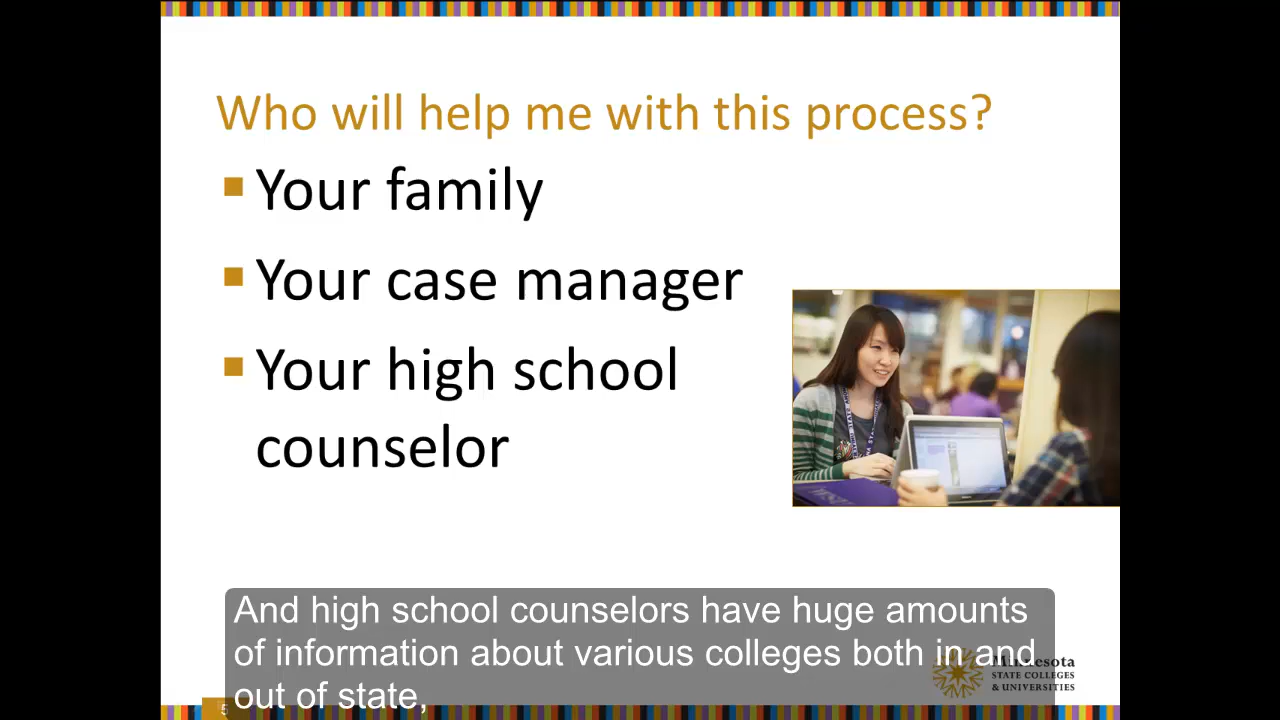 Who will help me with this process?
Your family
Your case manager
Your high school
counselor
And high school counselors have huge amounts
of information about various colleges both in and
out of state,
Minnesota
STATE COLLEGES
& UNIVERSITIES
5